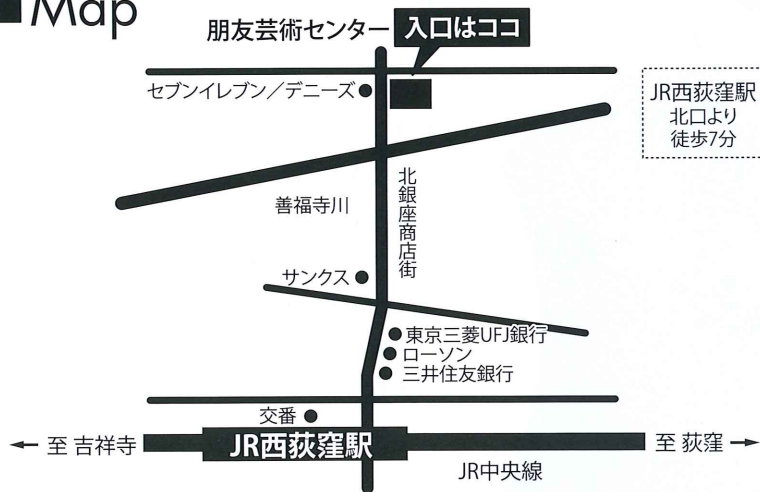 ■Map
朋友芸術センター
入口はココ
セブンイレブン／デニーズ
JR西荻窪駅
北口より
徒歩7分
北銀座商店街
善福寺川
サンクス
東京三菱UFJ銀行
ローソン
三井住友銀行
交番
← 至 吉祥寺
JR西荻窪駅
至 荻窪 →
JR中央線